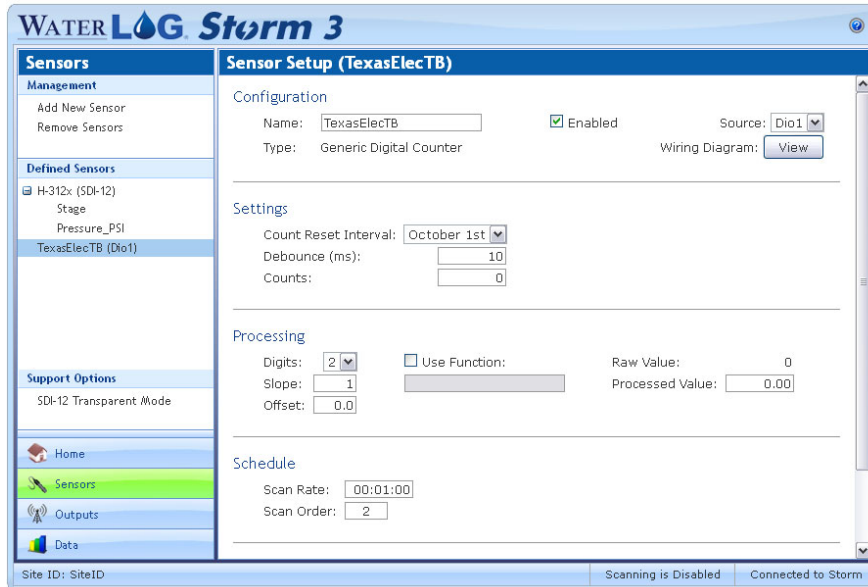 WATERLOG. Storm 3
Sensors
Management
Add New Sensor
Remove Sensors
Defined Sensors
H-312x (SDI-12)
Stage
Pressure_PSI
TexasElecTB (Dio1)
Support Options
SDI-12 Transparent Mode
Home
Sensors
Outputs
Data
Sensor Setup (TexasElecTB)
Configuration
Name: TexasElecTB Enabled Source: Dio1
Type: Generic Digital Counter Wiring Diagram: View
Settings
Count Reset Interval: October 1st
Debounce (ms): 10
Counts: 0
Processing
Digits: 2 Use Function: Raw Value: 0
Slope: 1 Processed Value: 0.00
Offset: 0.0
Schedule
Scan Rate: 00:01:00
Scan Order: 2
Site ID: SiteID Scanning is Disabled Connected to Storm